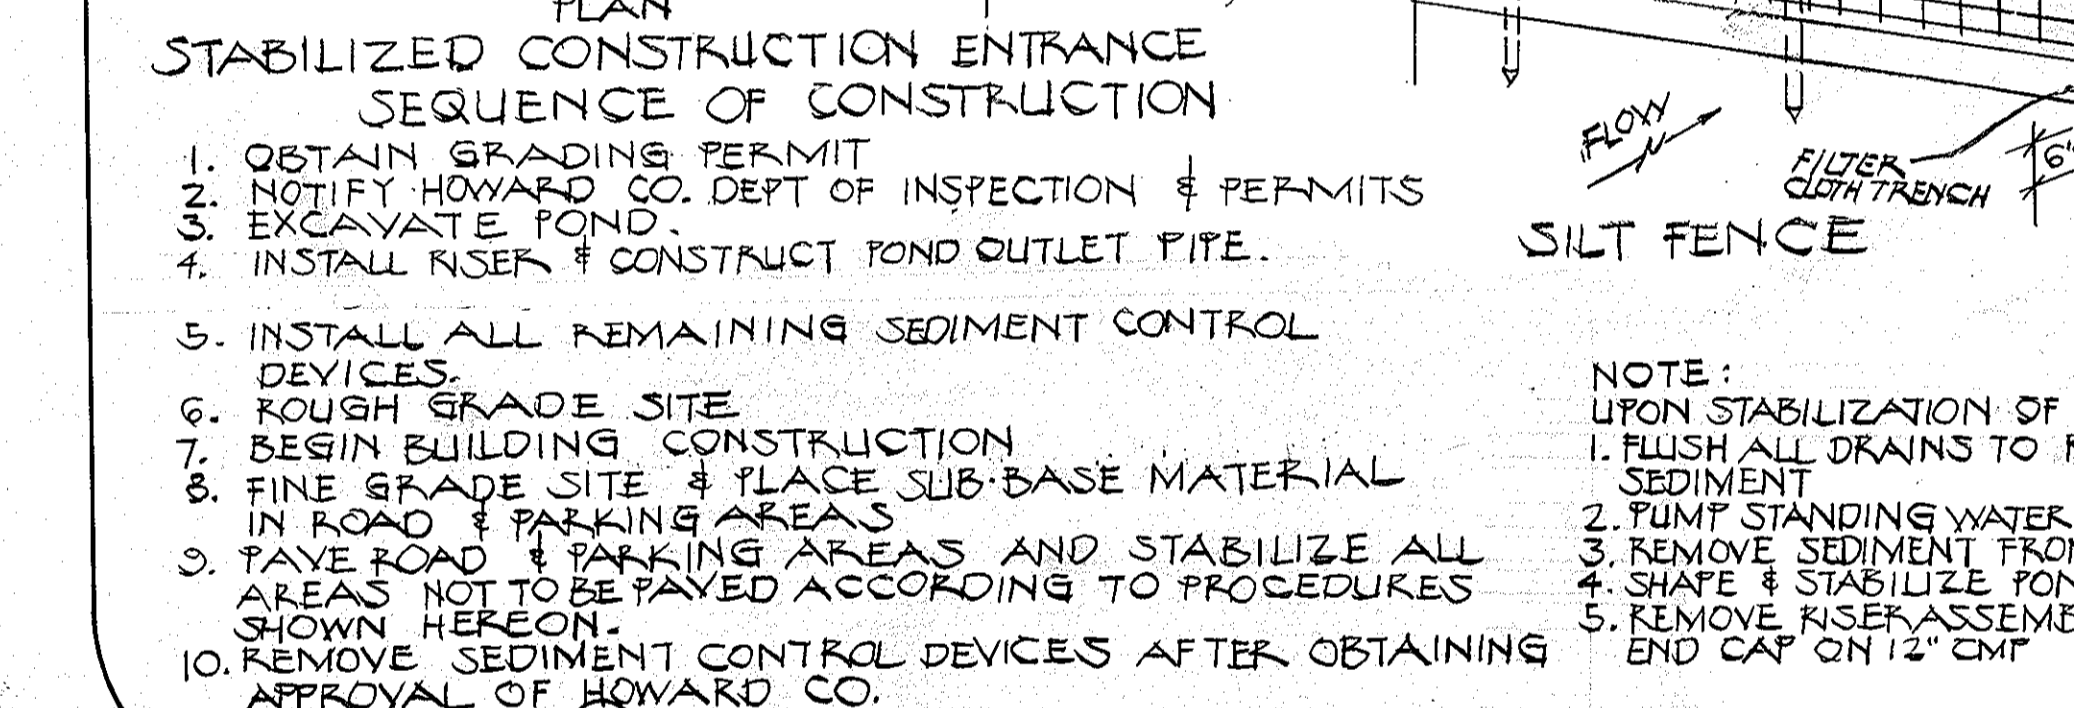 PLAN
STABILIZED CONSTRUCTION ENTRANCE
SEQUENCE OF CONSTRUCTION
1. OBTAIN GRADING PERMIT
2. NOTIFY HOWARD CO. DEPT OF INSPECTION & PERMITS
3. EXCAVATE POND.
4. INSTALL RISER & CONSTRUCT POND OUTLET PIPE.
5. INSTALL ALL REMAINING SEDIMENT CONTROL
DEVICES.
6. ROUGH GRADE SITE
7. BEGIN BUILDING CONSTRUCTION
8. FINE GRADE SITE & PLACE SUB-BASE MATERIAL
IN ROAD & PARKING AREAS
9. PAVE ROAD & PARKING AREAS AND STABILIZE ALL
AREAS NOT TO BE PAVED ACCORDING TO PROCEDURES
SHOWN HEREON.
10. REMOVE SEDIMENT CONTROL DEVICES AFTER OBTAINING
APPROVAL OF HOWARD CO.
FLOW
FILTER
CLOTH TRENCH
6"
SILT FENCE
NOTE:
UPON STABILIZATION OF
1. FLUSH ALL DRAINS TO
SEDIMENT
2. PUMP STANDING WATER
3. REMOVE SEDIMENT FROM
4. SHAPE & STABILIZE PON
5. REMOVE RISER ASSEMB
END CAP ON 12" CMP